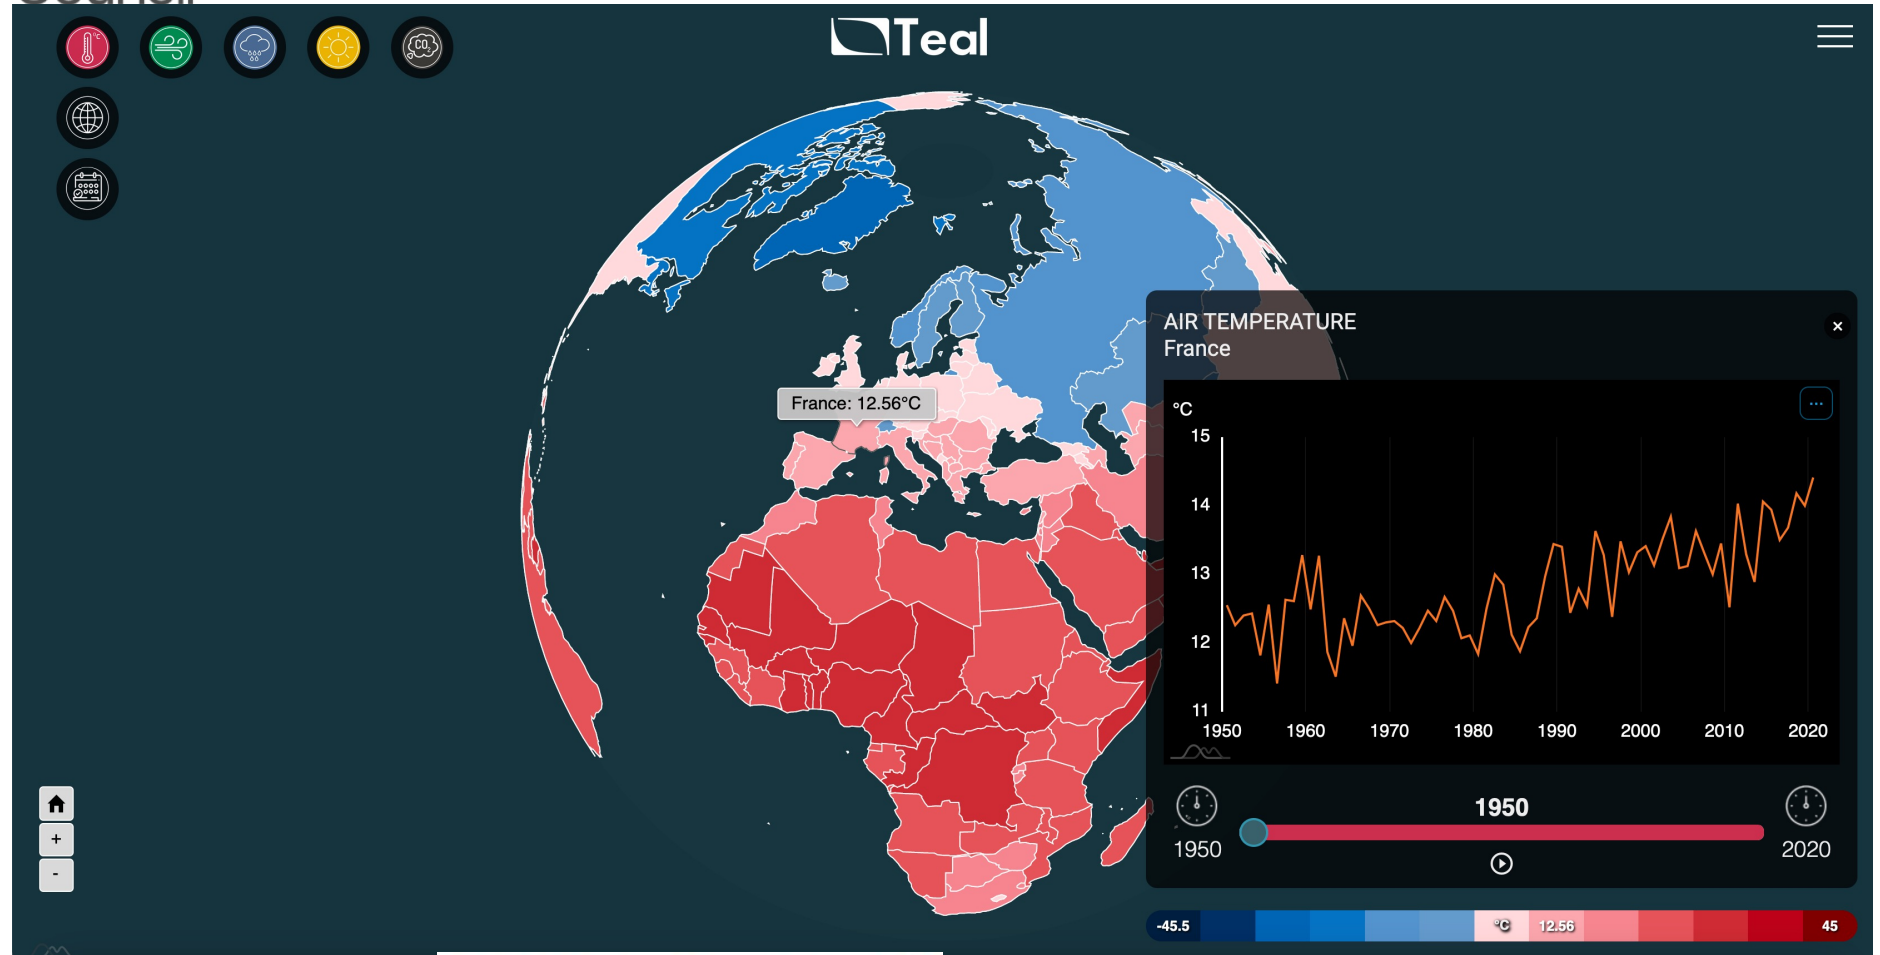 Teal
°C
CO₂
France: 12.56°C
AIR TEMPERATURE
France
×
...
°C
15
14
13
12
11
1950 1960 1970 1980 1990 2000 2010 2020
1950
1950 2020
+
-
-45.5 °C 12.56 45